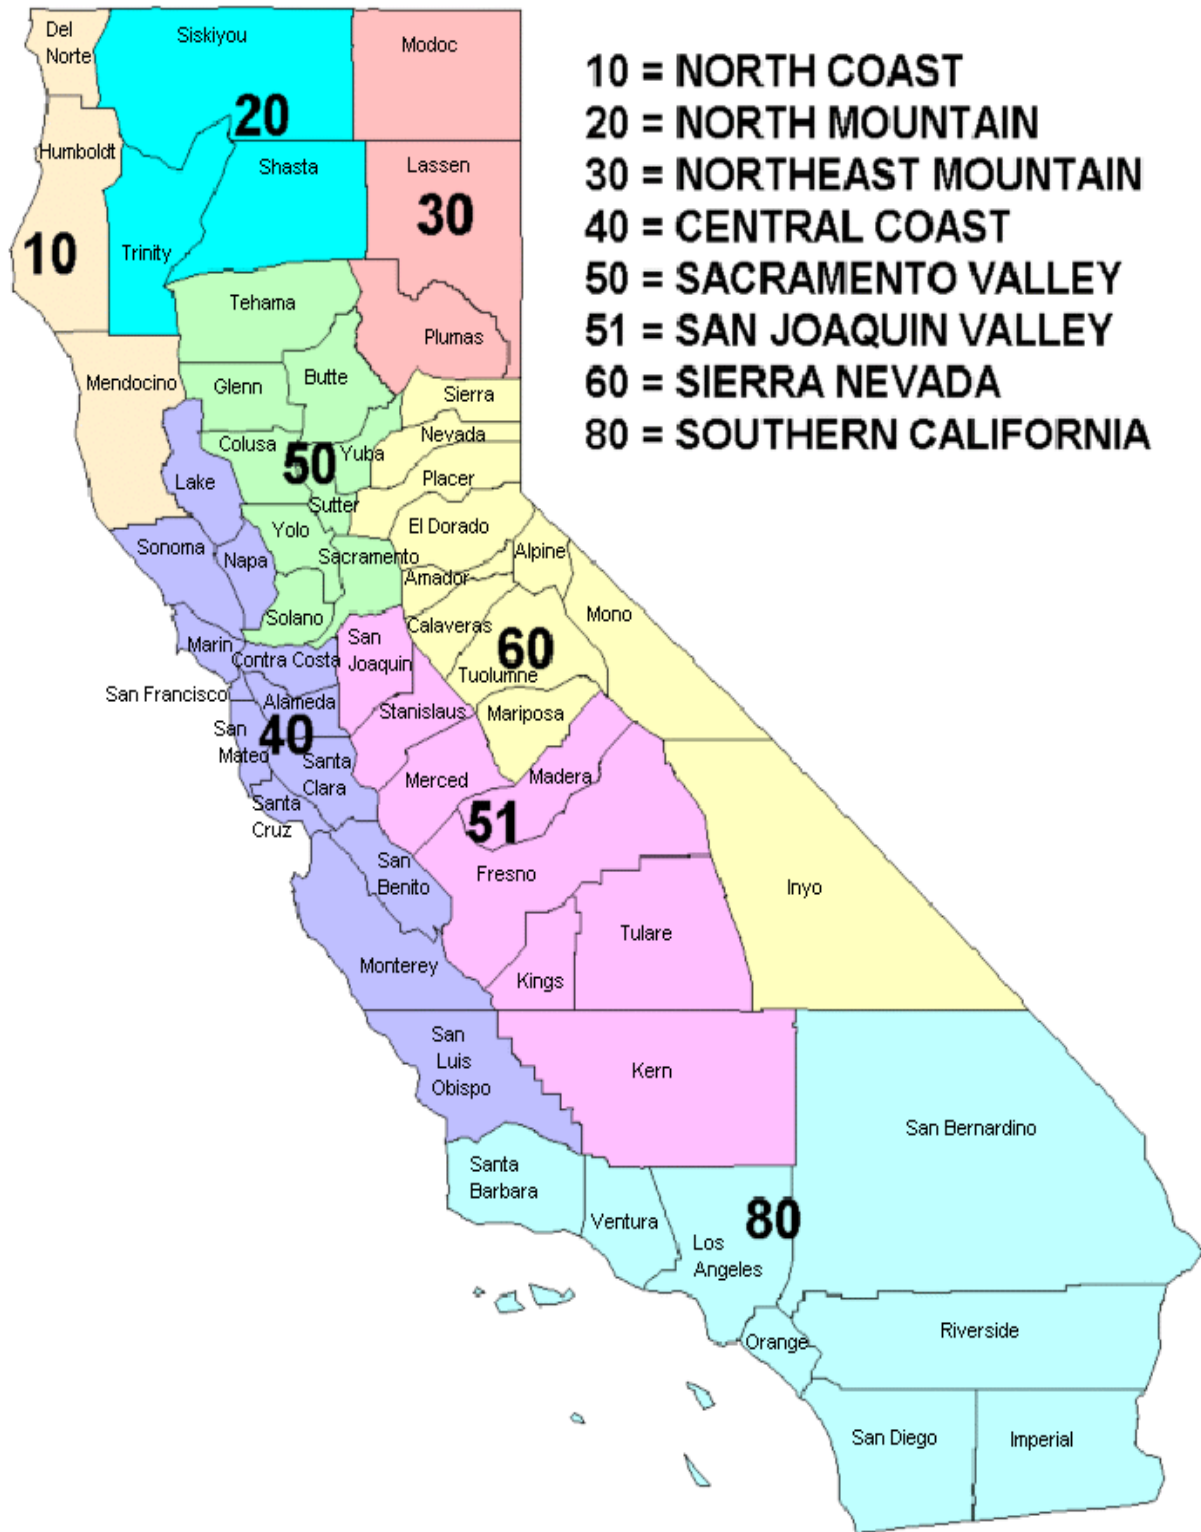 Del
Norte
Siskiyou
Modoc
10 = NORTH COAST
20 = NORTH MOUNTAIN
30 = NORTHEAST MOUNTAIN
40 = CENTRAL COAST
50 = SACRAMENTO VALLEY
51 = SAN JOAQUIN VALLEY
60 = SIERRA NEVADA
80 = SOUTHERN CALIFORNIA
20
Humboldt
Shasta
Lassen
30
10
Trinity
Tehama
Plumas
Mendocino
Glenn
Butte
Sierra
Colusa
50
Yuba
Nevada
Lake
Placer
Sutter
Yolo
El Dorado
Sonoma
Napa
Sacramento
Alpine
Amador
Solano
Calaveras
Mono
Marin
Contra Costa
San
Joaquin
60
Tuolumne
San Francisco
Alameda
Stanislaus
Mariposa
40
San
Mateo
Santa
Clara
Merced
Madera
Santa
Cruz
51
San
Benito
Fresno
Inyo
Tulare
Monterey
Kings
San
Luis
Obispo
Kern
San Bernardino
Santa
Barbara
Ventura
80
Los
Angeles
Orange
Riverside
San Diego
Imperial